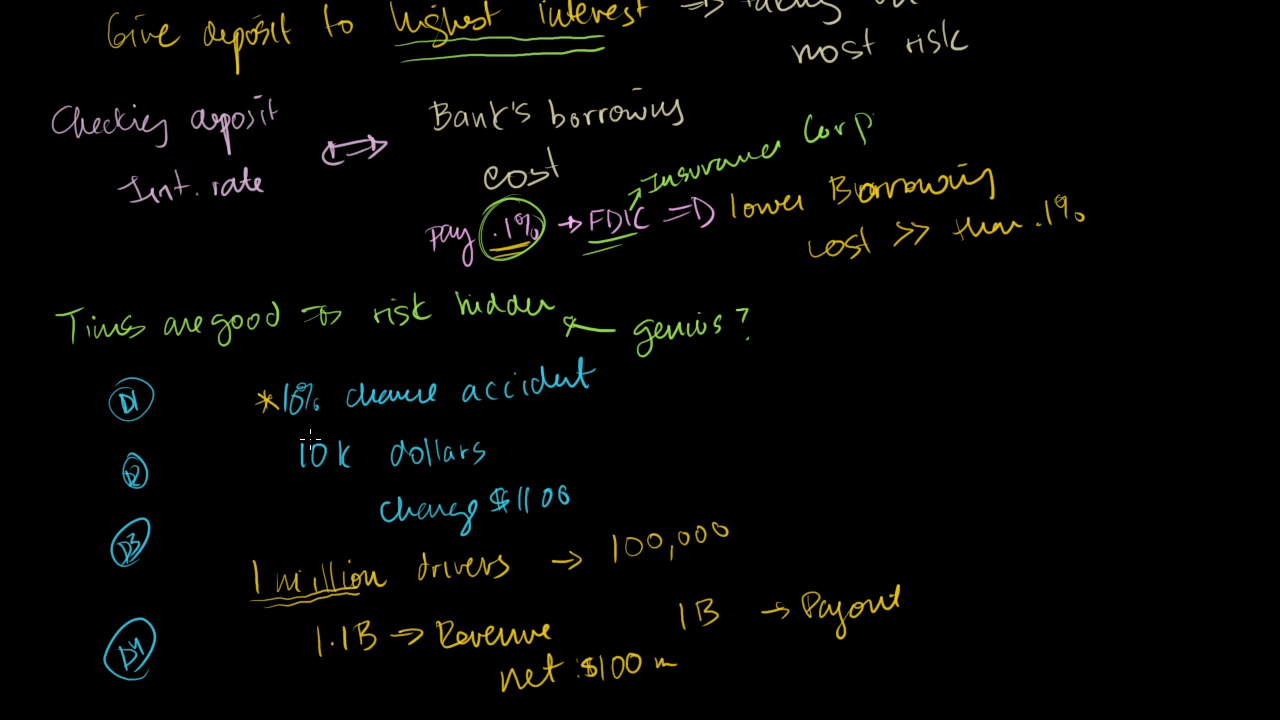 Give deposit to highest interest ⇒ taking on
most risk
Checking deposit
Int. rate
⇔
Bank's borrowing
cost
Insurance Corp
Pay .1% → FDIC ⇒ lower Borrowing
cost >> than .1%
Times are good ⇒ risk hidden ← genius?
D1
*10% chance accident
10K dollars
D2
charge $1100
D3
1 million drivers → 100,000
1.1B → Revenue
1B → Payout
D4
net $100 m